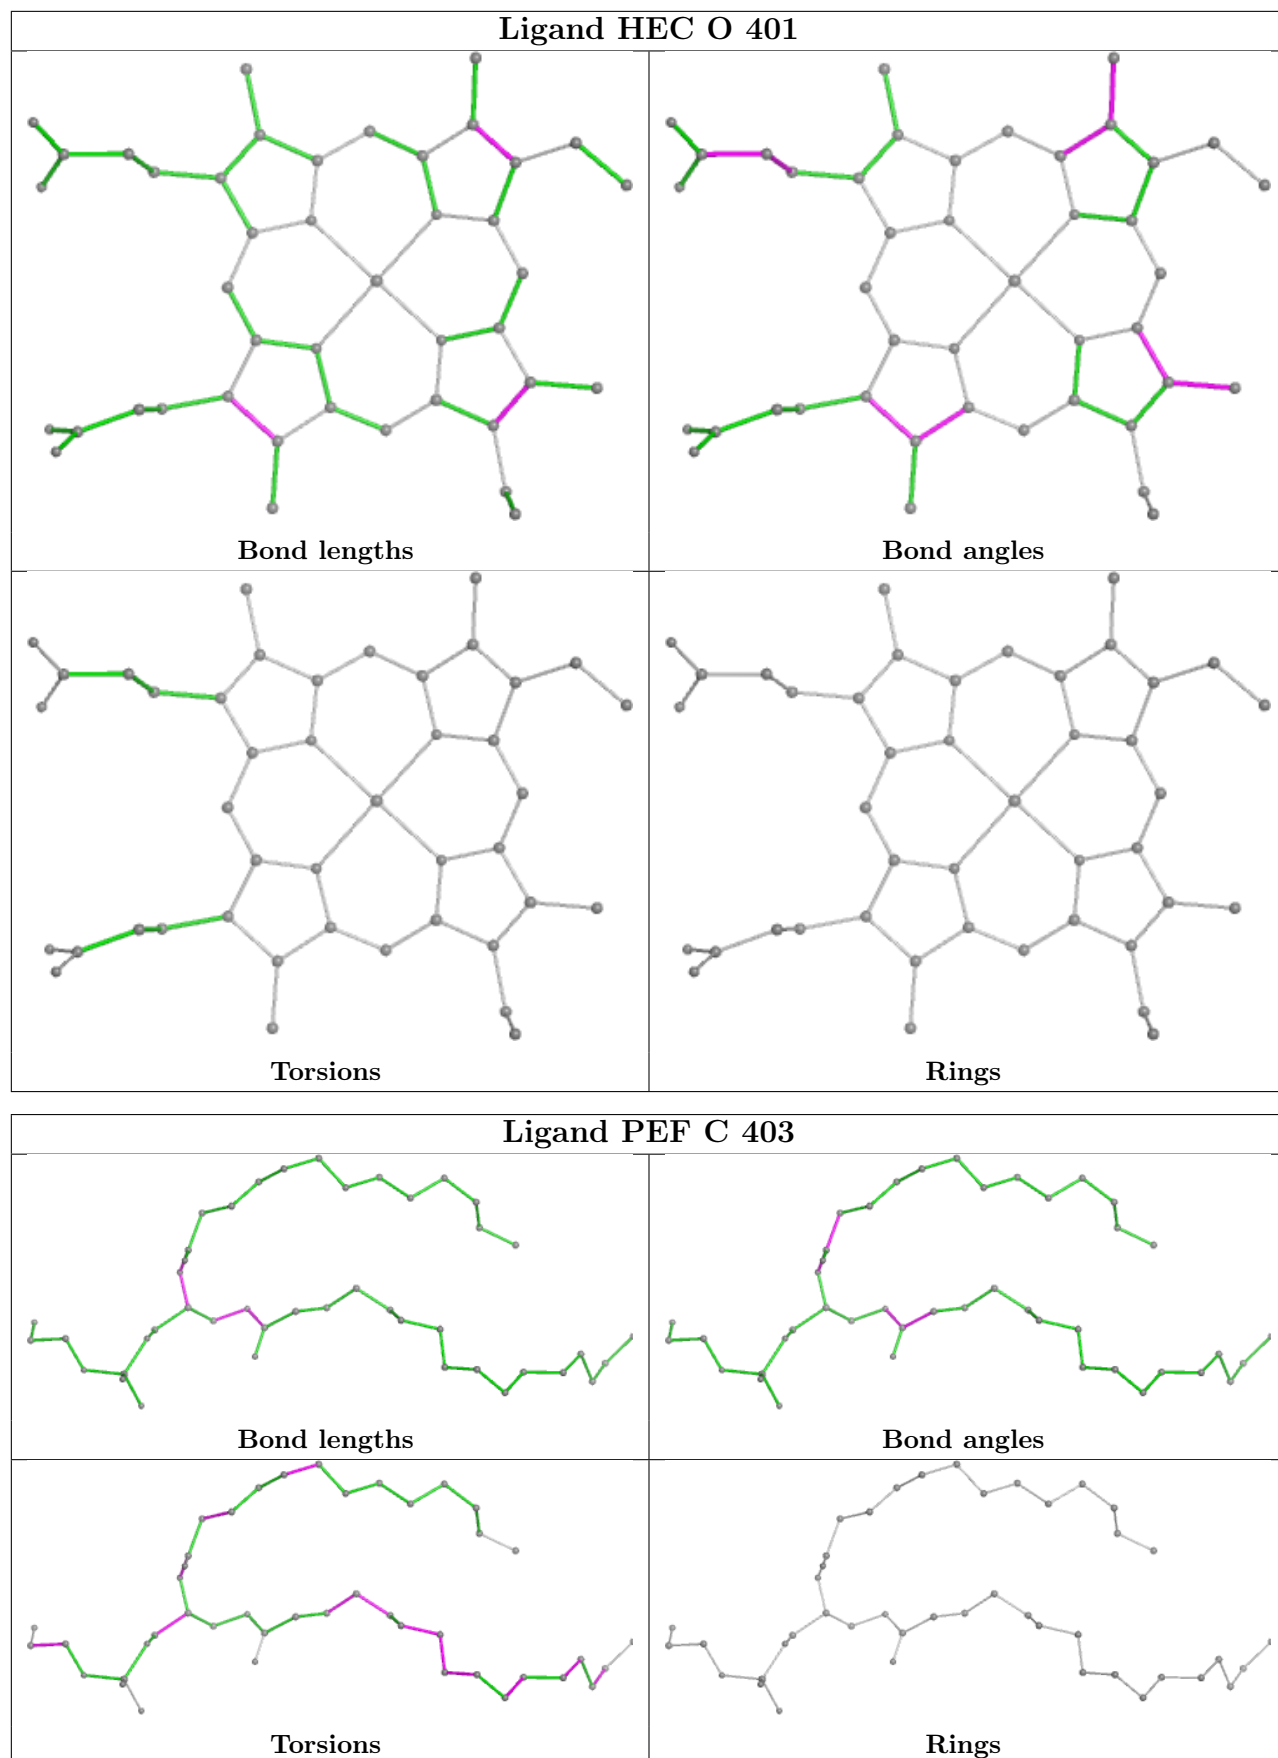 Ligand HEC O 401
Bond lengths
Bond angles
Torsions
Rings
Ligand PEF C 403
Bond lengths
Bond angles
Torsions
Rings